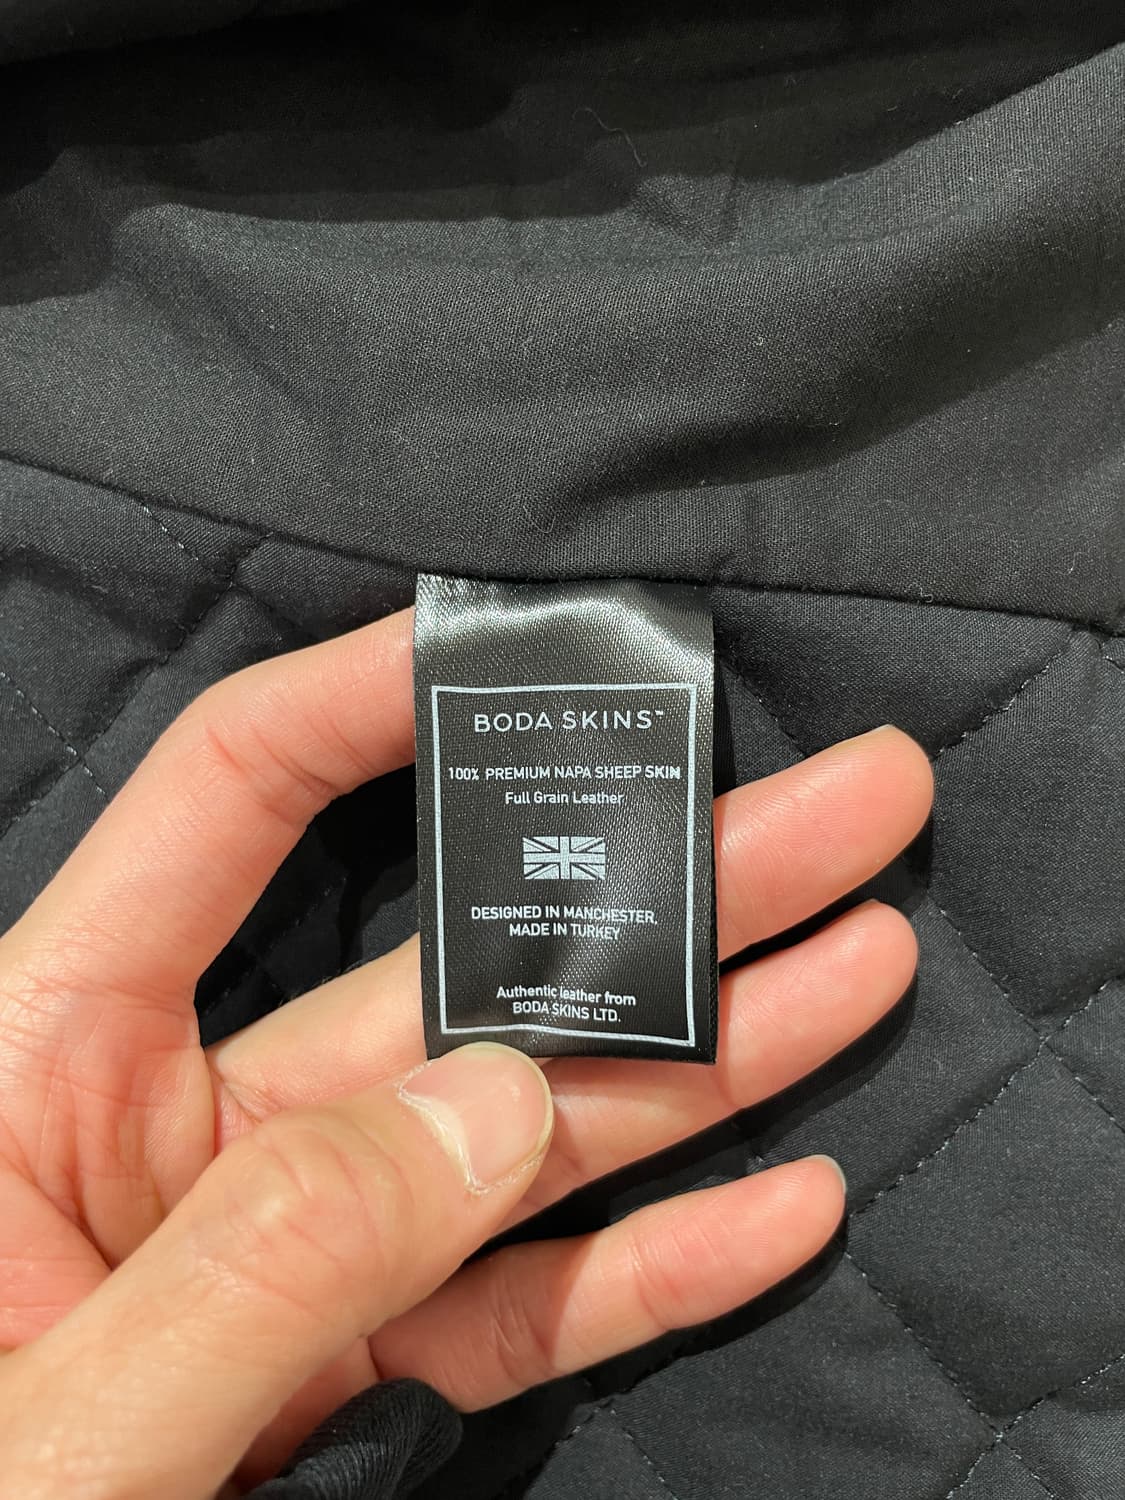 BODA SKINS™
100% PREMIUM NAPA SHEEP SKIN
Full Grain Leather
DESIGNED IN MANCHESTER,
MADE IN TURKEY
Authentic leather from
BODA SKINS LTD.